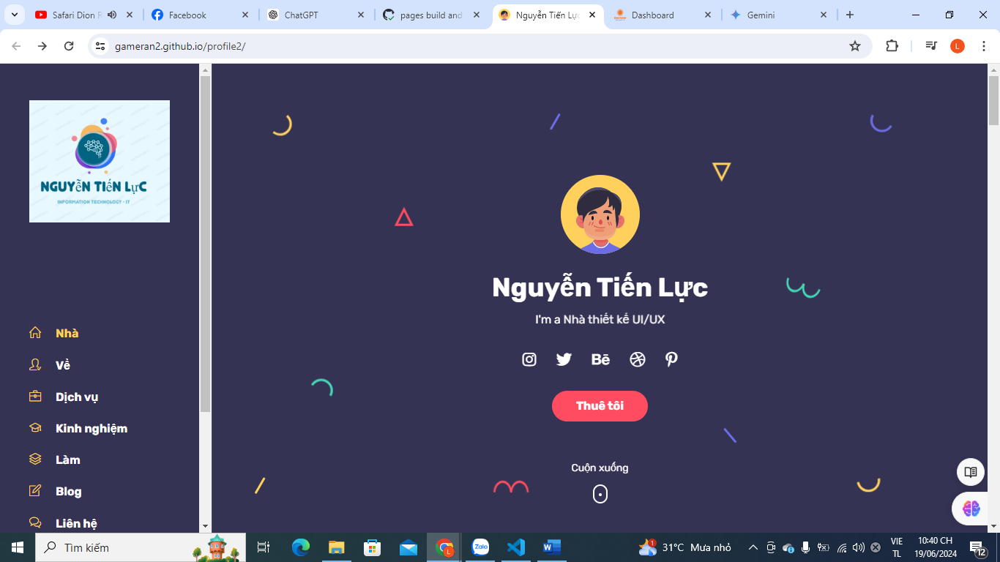 Safari Dion R
Facebook
ChatGPT
pages build and
Nguyễn Tiến Lực
Dashboard
Gemini
gameran2.github.io/profile2/
L
NGUYỄN TIẾN LỰC
INFORMATION TECHNOLOGY - IT
Nhà
Về
Dịch vụ
Kinh nghiệm
Làm
Blog
Liên hệ
Nguyễn Tiến Lực
I'm a Nhà thiết kế UI/UX
Bē
Thuê tôi
Cuộn xuống
Tìm kiếm
Zalo
W
1
31°C Mưa nhỏ
VIE
TL
10:40 CH
19/06/2024
12